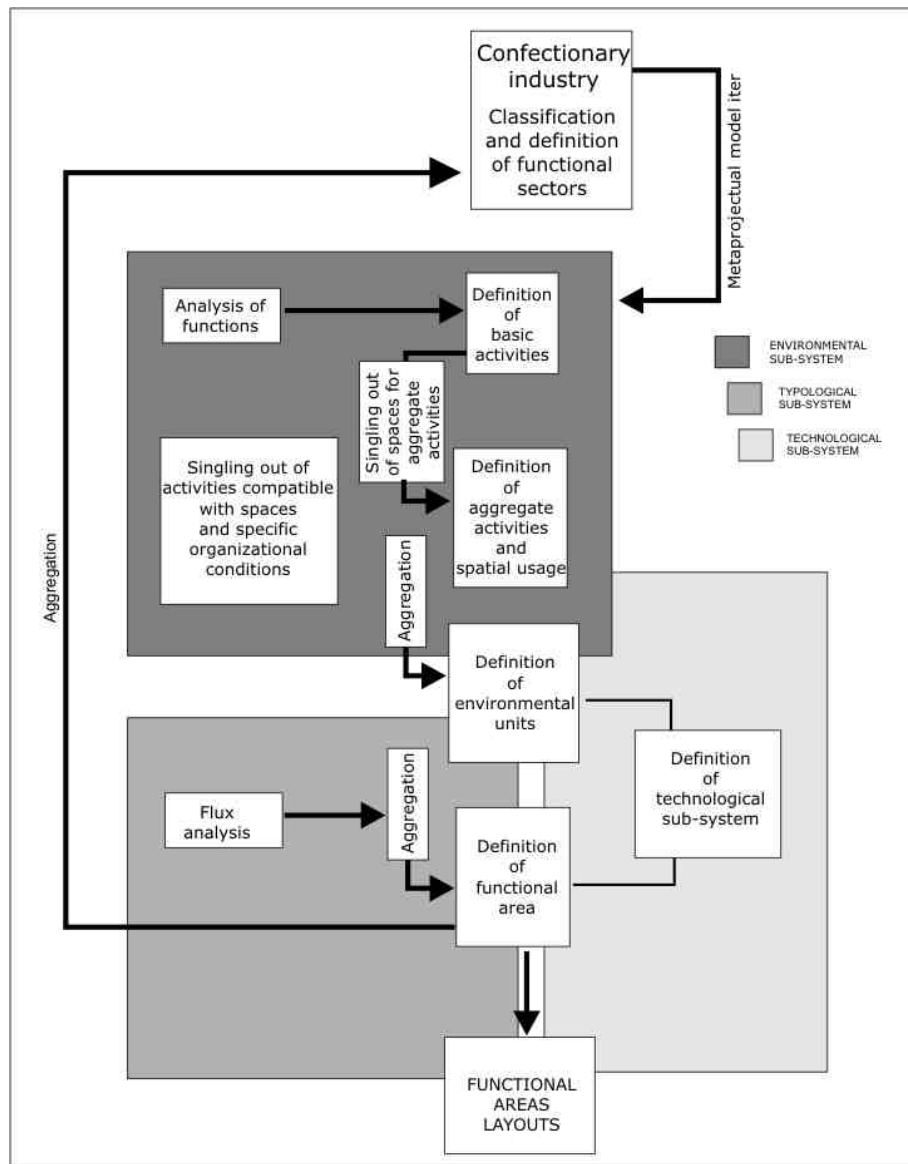 Confectionary
industry
Classification
and definition
of functional
sectors
Metaprojectual model iter
Analysis of
functions
Definition
of
basic
activities
ENVIRONMENTAL
SUB-SYSTEM
TYPOLOGICAL
SUB-SYSTEM
TECHNOLOGICAL
SUB-SYSTEM
Singling out
of spaces for
aggregate
activities
Singling out of
activities compatible
with spaces
and specific
organizational
conditions
Definition
of
aggregate
activities
and
spatial usage
Aggregation
Aggregation
Definition
of
environmental
units
Definition
of
technological
sub-system
Flux
analysis
Aggregation
Definition
of
functional
area
FUNCTIONAL
AREAS
LAYOUTS